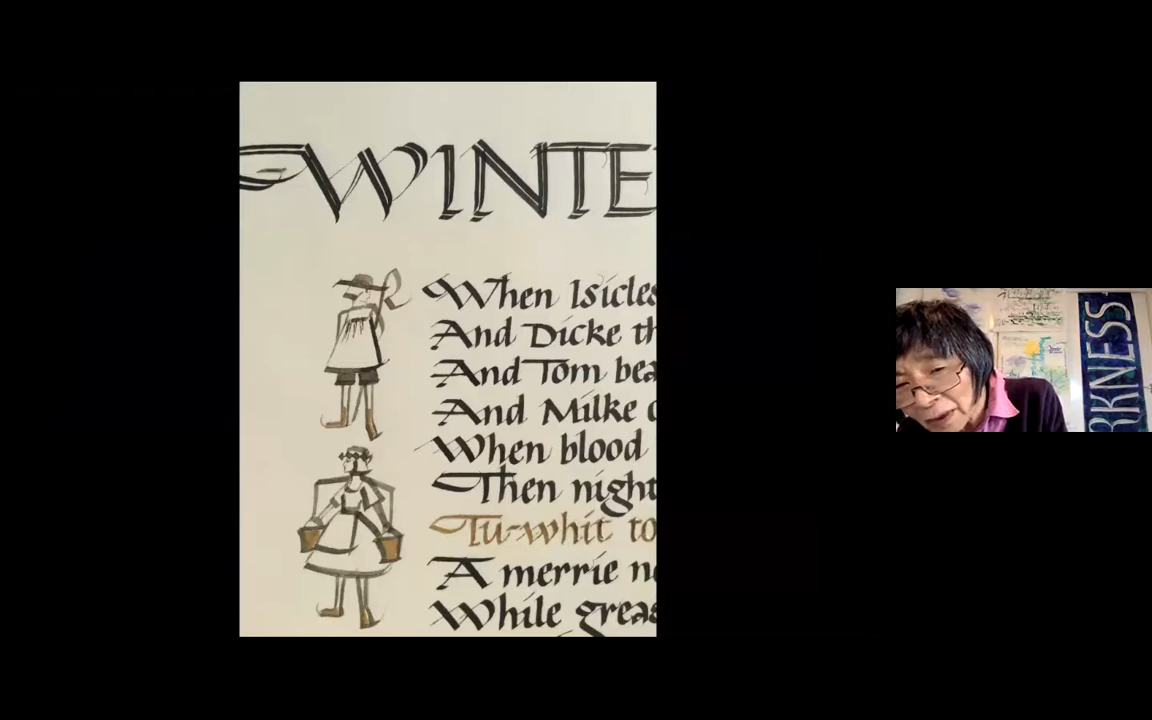 WINTE
When Isicles
And Dicke th
And Tom bea
And Milke
When blood
Then night
Tu-whit to
A merrie n
While greas
RKNESS